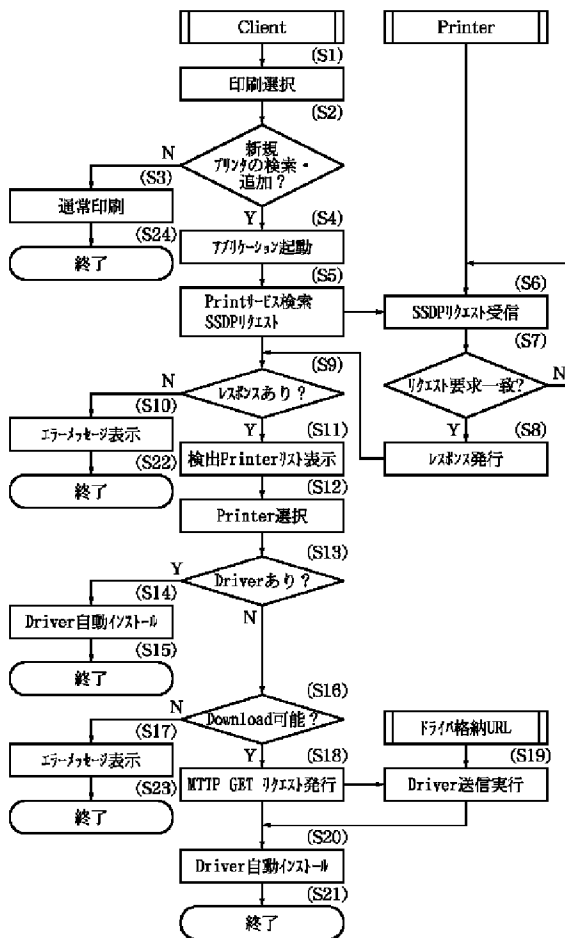 Client
Printer
(S1)
印刷選択
(S2)
新規
プリンタの検索・
追加?
N
(S3)
通常印刷
(S24)
終了
Y
(S4)
アプリケーション起動
(S5)
Printサービス検索
SSDPリクエスト
(S6)
SSDPリクエスト受信
(S7)
リクエスト要求一致?
N
Y
(S8)
レスポンス発行
(S9)
レスポンスあり?
N
(S10)
エラーメッセージ表示
(S22)
終了
Y
(S11)
検出Printerリスト表示
(S12)
Printer選択
(S13)
Driverあり?
Y
(S14)
Driver自動インストール
(S15)
終了
N
(S16)
Download可能?
N
(S17)
エラーメッセージ表示
(S23)
終了
Y
(S18)
MTTP GET リクエスト発行
ドライバ格納URL
(S19)
Driver送信実行
(S20)
Driver自動インストール
(S21)
終了